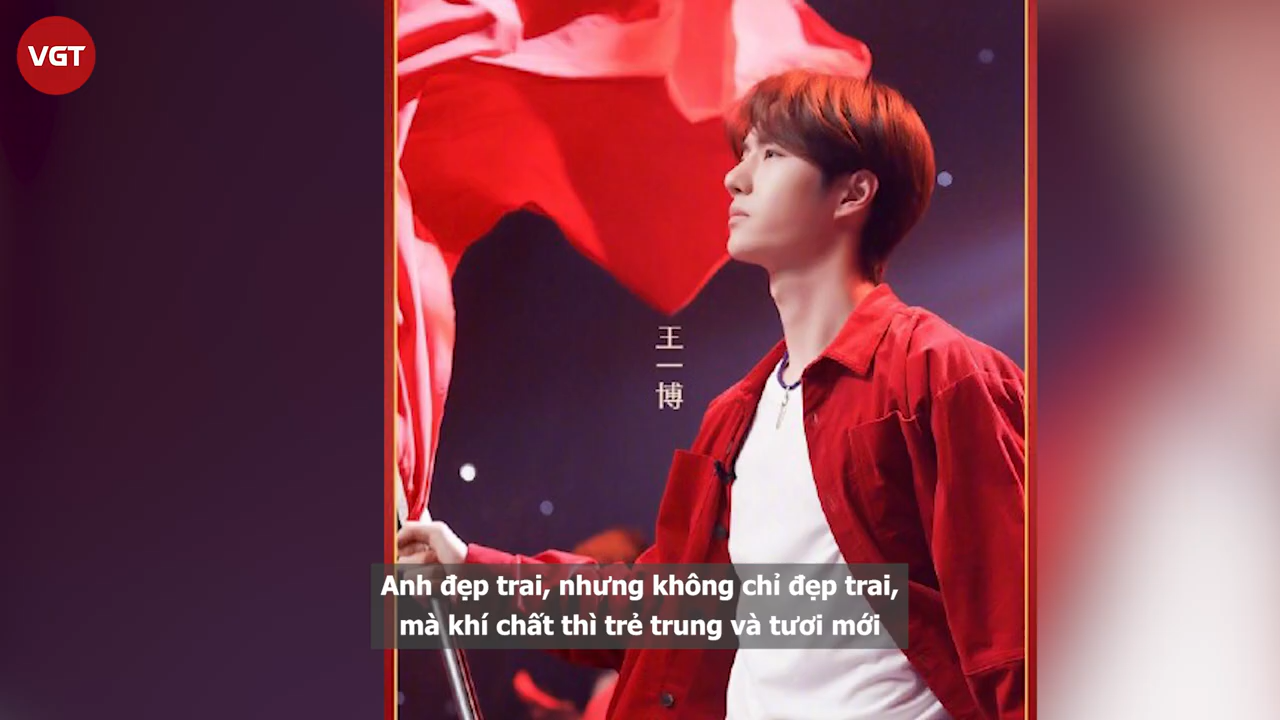 VGT
王一博
Anh đẹp trai, nhưng không chỉ đẹp trai,
mà khí chất thì trẻ trung và tươi mới